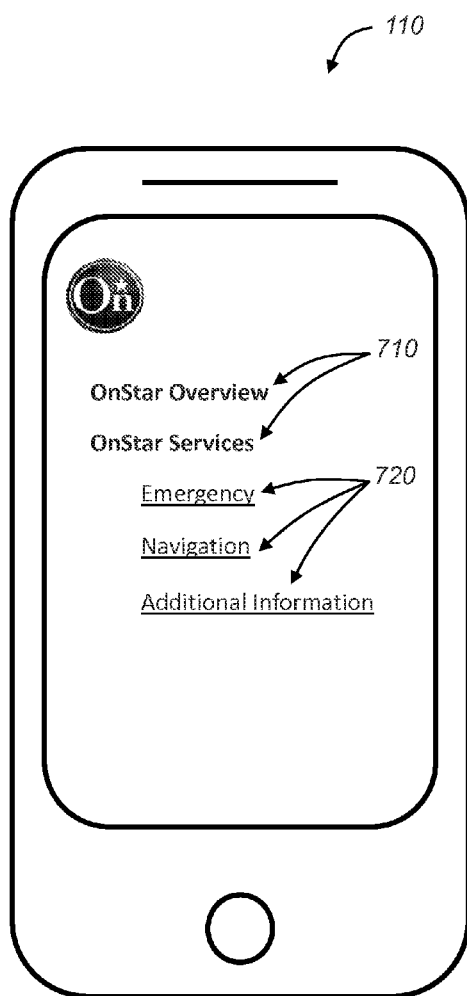 110
On
710
OnStar Overview
OnStar Services
720
Emergency
Navigation
Additional Information